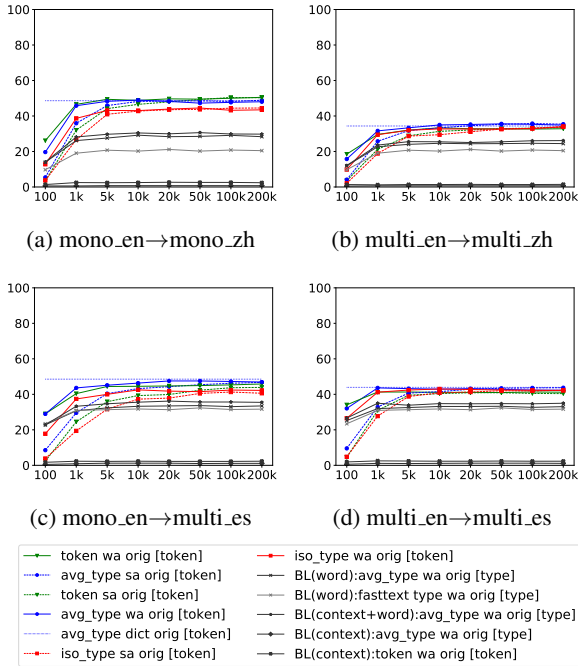 100
80
60
40
20
0
100 1k 5k 10k 20k 50k 100k 200k
(a) mono_en→mono_zh
100
80
60
40
20
0
100 1k 5k 10k 20k 50k 100k 200k
(b) multi_en→multi_zh
100
80
60
40
20
0
100 1k 5k 10k 20k 50k 100k 200k
(c) mono_en→multi_es
100
80
60
40
20
0
100 1k 5k 10k 20k 50k 100k 200k
(d) multi_en→multi_es
token wa orig [token]
avg_type sa orig [token]
token sa orig [token]
avg_type wa orig [token]
avg_type dict orig [token]
iso_type sa orig [token]
iso_type wa orig [token]
BL(word):avg_type wa orig [type]
BL(word):fasttext type wa orig [type]
BL(context+word):avg_type wa orig [type]
BL(context):avg_type wa orig [type]
BL(context):token wa orig [token]